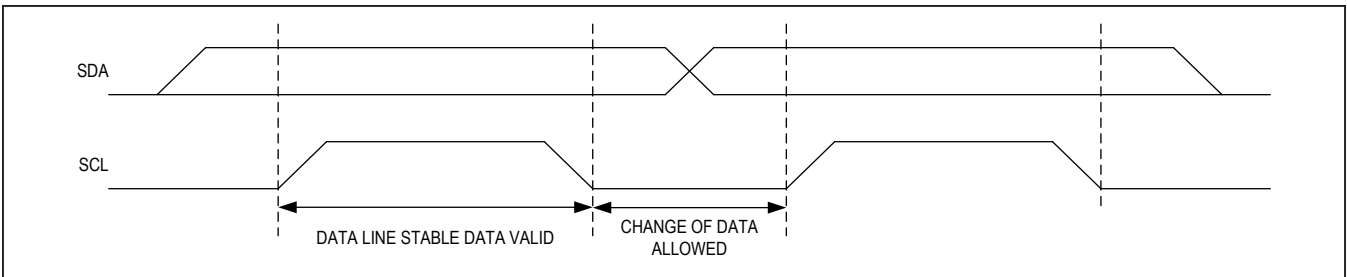 SDA
SCL
DATA LINE STABLE DATA VALID
CHANGE OF DATA
ALLOWED